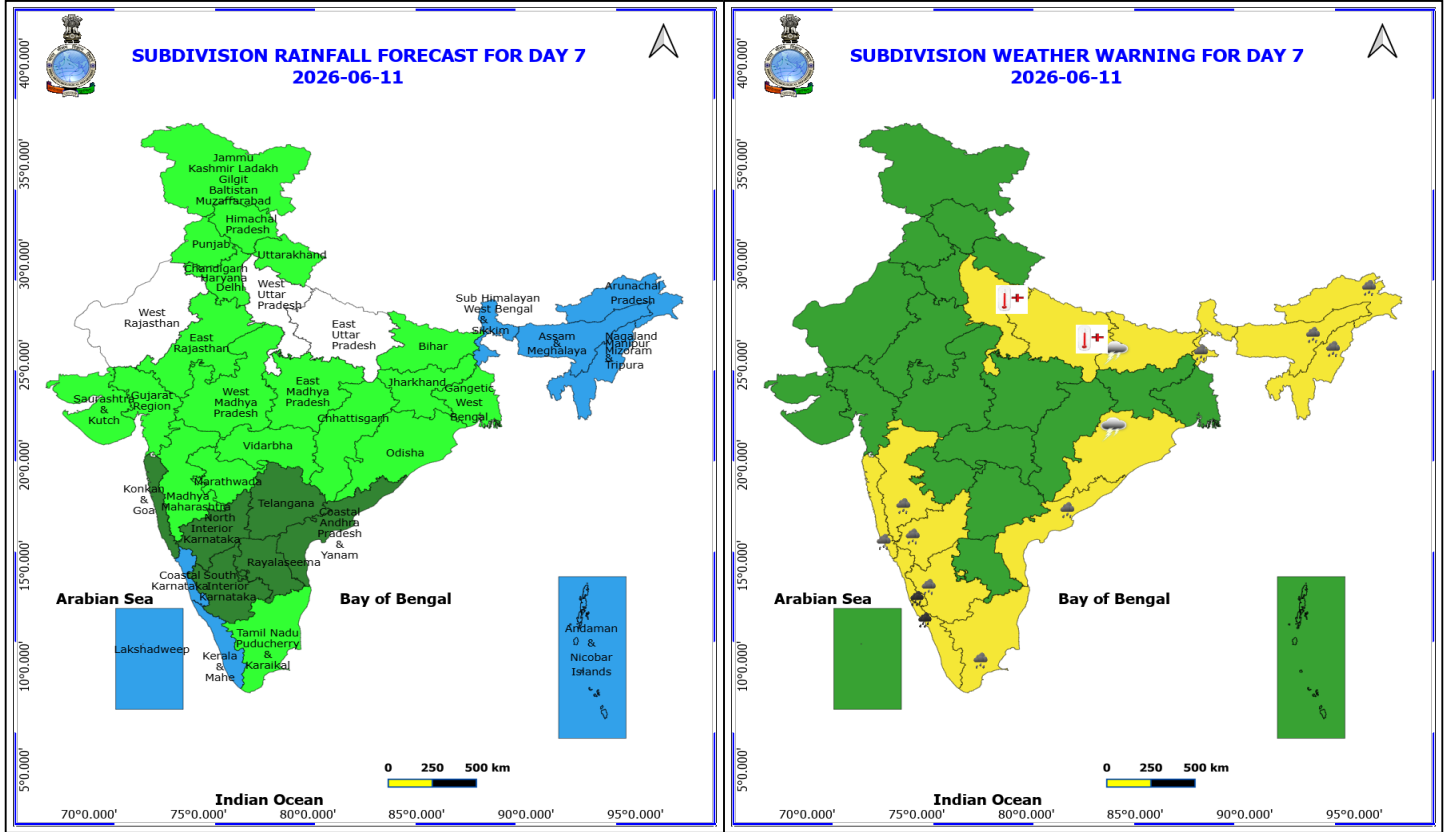 SUBDIVISION RAINFALL FORECAST FOR DAY 7
2026-06-11
40°0.000'
35°0.000'
30°0.000'
25°0.000'
20°0.000'
15°0.000'
10°0.000'
5°0.000'
Jammu
Kashmir Ladakh
Gilgit
Baltistan
Muzaffarabad
Himachal
Pradesh
Punjab
Uttarakhand
Chandigarh
Haryana
Delhi
West
Uttar
Pradesh
West
Rajasthan
East
Uttar
Pradesh
East
Rajasthan
Bihar
Sub Himalayan
West Bengal
&
Sikkim
Arunachal
Pradesh
Assam
&
Meghalaya
Nagaland
Manipur
Mizoram
&
Tripura
Saurashtra
&
Kutch
Gujarat
Region
West
Madhya
Pradesh
East
Madhya
Pradesh
Jharkhand
Gangetic
West
Bengal
Chhattisgarh
Vidarbha
Odisha
Konkan
&
Goa
Madhya
Maharashtra
Marathwada
Telangana
North
Interior
Karnataka
Coastal
Andhra
Pradesh
&
Yanam
Rayalaseema
Coastal
Karnataka
South
Interior
Karnataka
Tamil Nadu
Puducherry
&
Karaikal
Kerala
&
Mahe
Lakshadweep
Andaman
&
Nicobar
Islands
Arabian Sea
Bay of Bengal
Indian Ocean
0 250 500 km
70°0.000' 75°0.000' 80°0.000' 85°0.000' 90°0.000' 95°0.000'
SUBDIVISION WEATHER WARNING FOR DAY 7
2026-06-11
40°0.000'
35°0.000'
30°0.000'
25°0.000'
20°0.000'
15°0.000'
10°0.000'
5°0.000'
Arabian Sea
Bay of Bengal
Indian Ocean
0 250 500 km
70°0.000' 75°0.000' 80°0.000' 85°0.000' 90°0.000' 95°0.000'